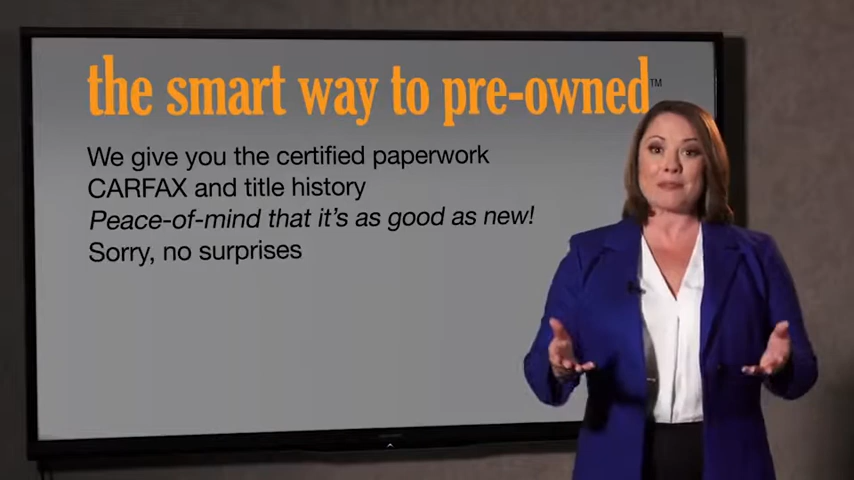 the smart way to pre-owned™
We give you the certified paperwork
CARFAX and title history
Peace-of-mind that it's as good as new!
Sorry, no surprises